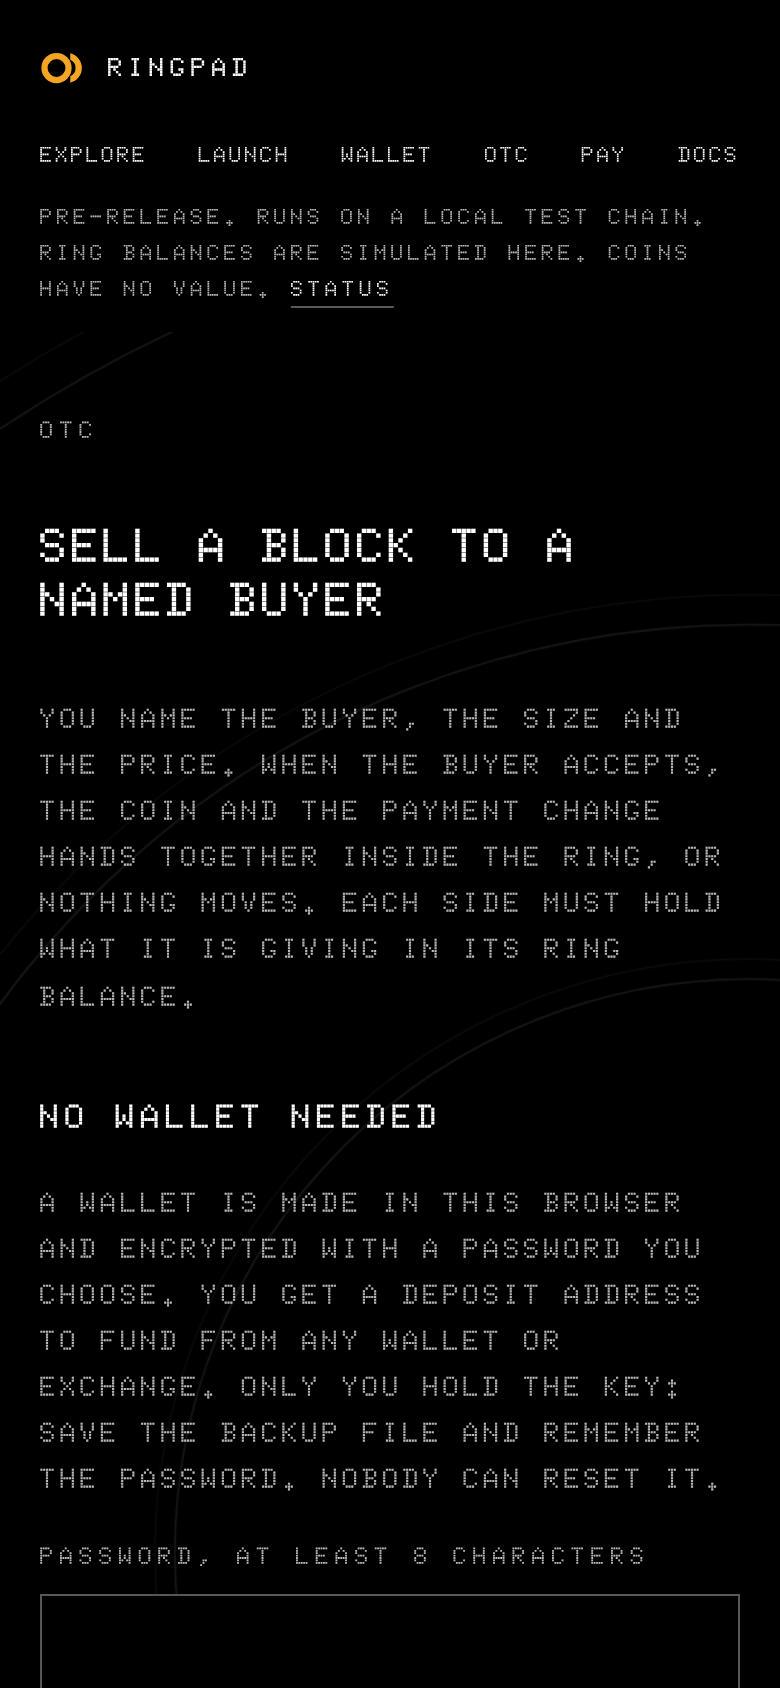 RINGPAD
EXPLORE LAUNCH WALLET OTC PAY DOCS
PRE-RELEASE. RUNS ON A LOCAL TEST CHAIN.
RING BALANCES ARE SIMULATED HERE. COINS
HAVE NO VALUE. STATUS
OTC
SELL A BLOCK TO A
NAMED BUYER
YOU NAME THE BUYER, THE SIZE AND
THE PRICE. WHEN THE BUYER ACCEPTS,
THE COIN AND THE PAYMENT CHANGE
HANDS TOGETHER INSIDE THE RING, OR
NOTHING MOVES. EACH SIDE MUST HOLD
WHAT IT IS GIVING IN ITS RING
BALANCE.
NO WALLET NEEDED
A WALLET IS MADE IN THIS BROWSER
AND ENCRYPTED WITH A PASSWORD YOU
CHOOSE. YOU GET A DEPOSIT ADDRESS
TO FUND FROM ANY WALLET OR
EXCHANGE. ONLY YOU HOLD THE KEY:
SAVE THE BACKUP FILE AND REMEMBER
THE PASSWORD. NOBODY CAN RESET IT.
PASSWORD, AT LEAST 8 CHARACTERS